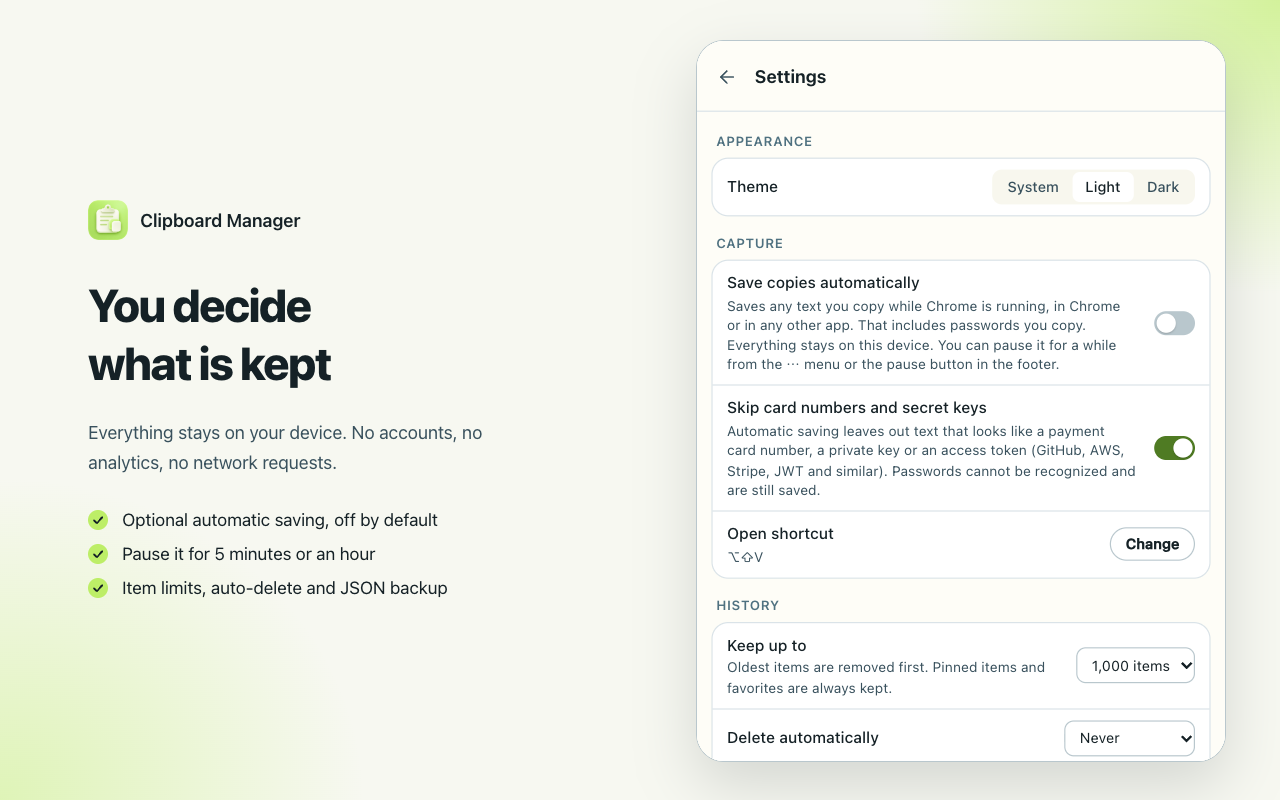 Clipboard Manager
You decide
what is kept
Everything stays on your device. No accounts, no
analytics, no network requests.
Optional automatic saving, off by default
Pause it for 5 minutes or an hour
Item limits, auto-delete and JSON backup
Settings
APPEARANCE
Theme
System
Light
Dark
CAPTURE
Save copies automatically
Saves any text you copy while Chrome is running, in Chrome
or in any other app. That includes passwords you copy.
Everything stays on this device. You can pause it for a while
from the ··· menu or the pause button in the footer.
Skip card numbers and secret keys
Automatic saving leaves out text that looks like a payment
card number, a private key or an access token (GitHub, AWS,
Stripe, JWT and similar). Passwords cannot be recognized and
are still saved.
Open shortcut
⌥⇧V
Change
HISTORY
Keep up to
Oldest items are removed first. Pinned items and
favorites are always kept.
1,000 items
Delete automatically
Never